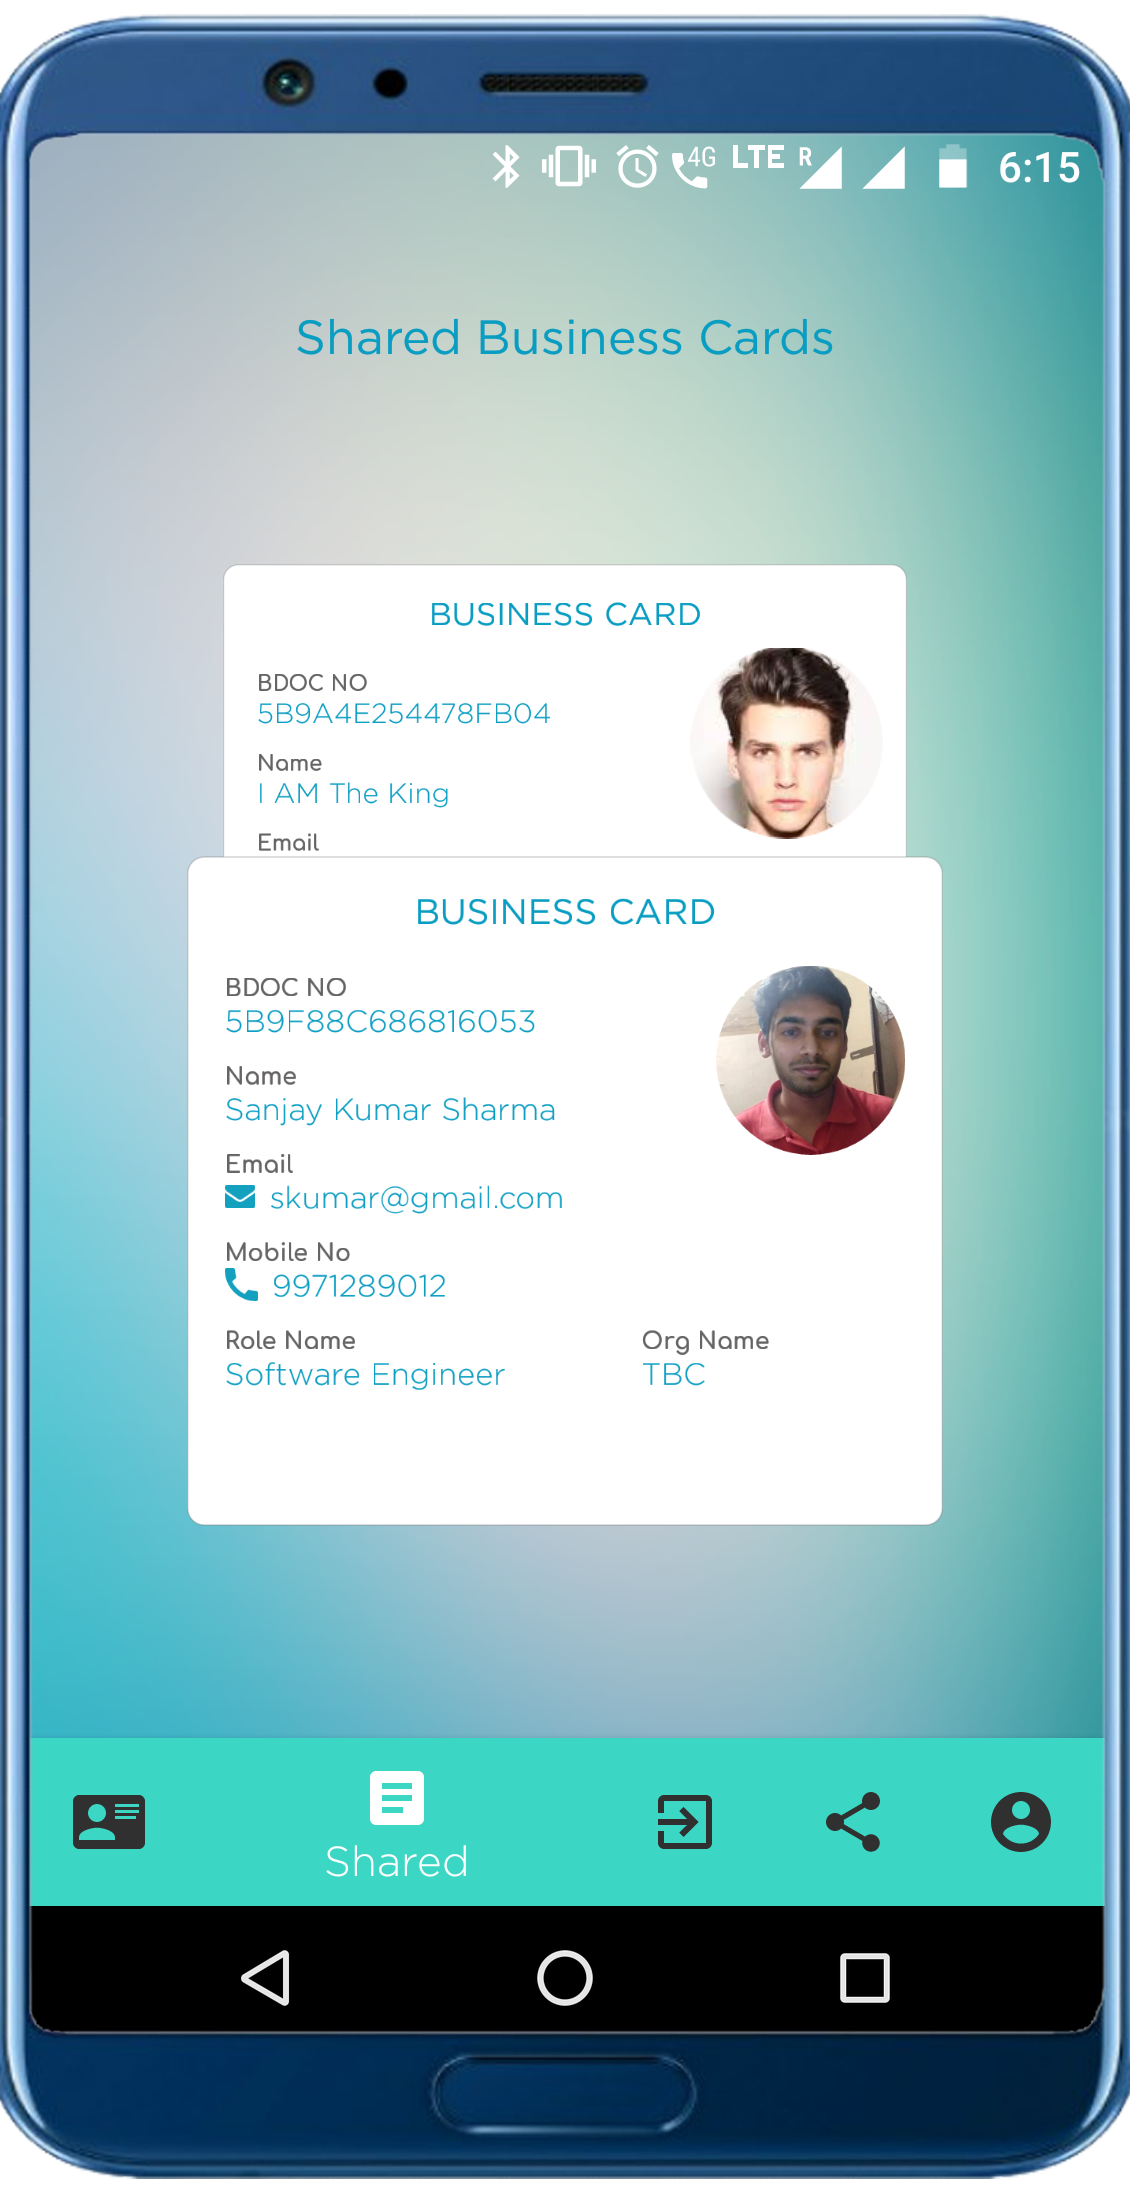 4G LTE R 6:15
Shared Business Cards
BUSINESS CARD
BDOC NO
5B9A4E254478FB04
Name
I AM The King
Email
BUSINESS CARD
BDOC NO
5B9F88C686816053
Name
Sanjay Kumar Sharma
Email
skumar@gmail.com
Mobile No
9971289012
Role Name Org Name
Software Engineer TBC
Shared